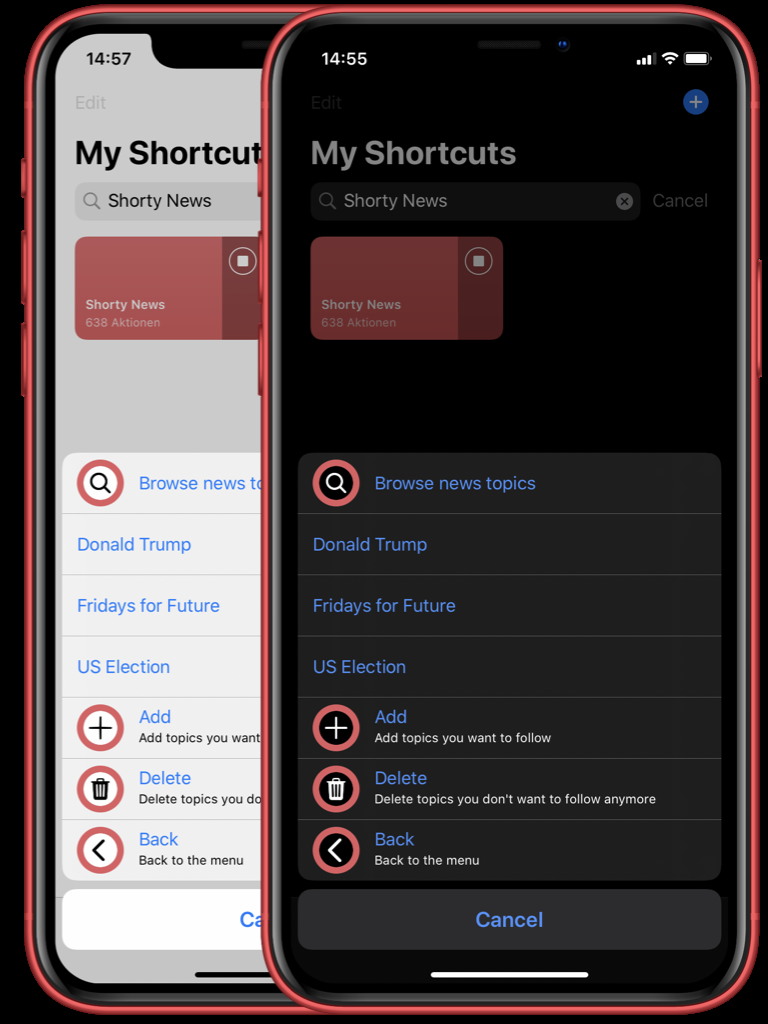 14:57
Edit
My Shortcut
Shorty News
Shorty News
638 Aktionen
Browse news to
Donald Trump
Fridays for Future
US Election
Add
Add topics you want
Delete
Delete topics you do
Back
Back to the menu
Ca
14:55
Edit
My Shortcuts
Shorty News
Cancel
Shorty News
638 Aktionen
Browse news topics
Donald Trump
Fridays for Future
US Election
Add
Add topics you want to follow
Delete
Delete topics you don't want to follow anymore
Back
Back to the menu
Cancel